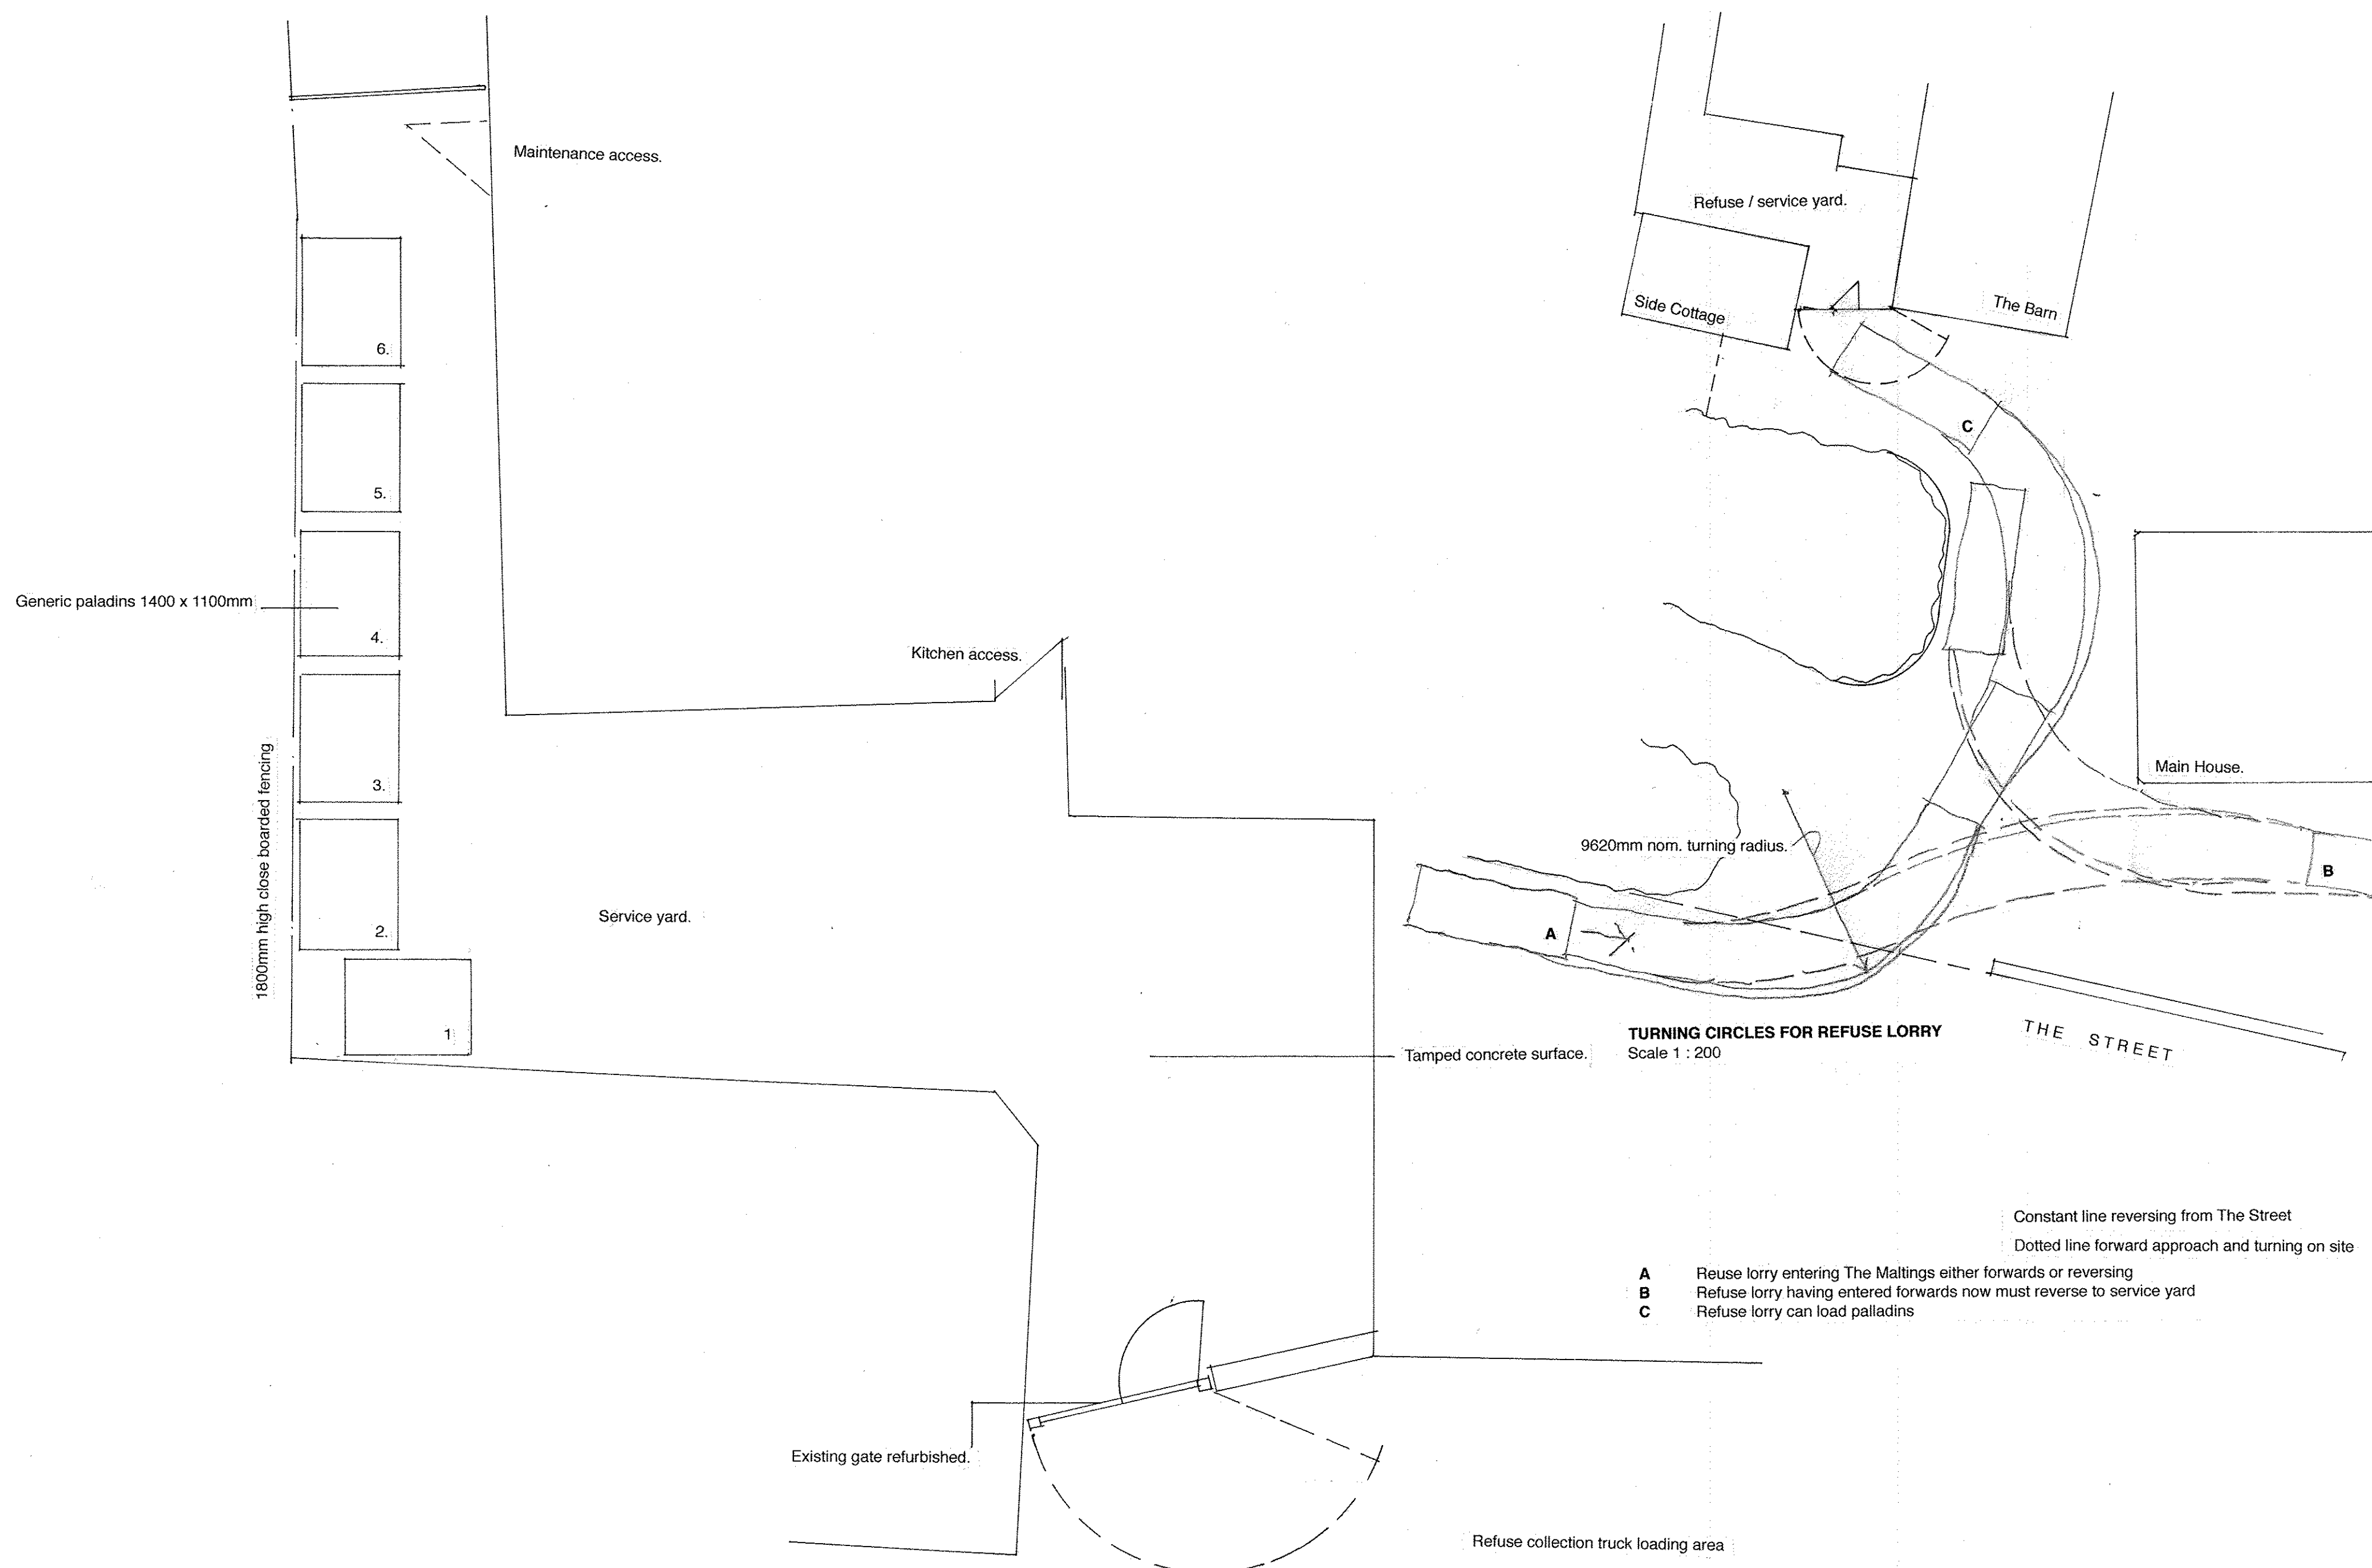 Maintenance access.
6.
5.
Generic paladins 1400 x 1100mm
4.
3.
2.
1
1800mm high close boarded fencing
Kitchen access.
Service yard.
Tamped concrete surface.
Existing gate refurbished.
Refuse collection truck loading area
Refuse / service yard.
Side Cottage
The Barn
C
Main House.
9620mm nom. turning radius.
B
A
TURNING CIRCLES FOR REFUSE LORRY
Scale 1 : 200
THE STREET
Constant line reversing from The Street
Dotted line forward approach and turning on site
A Reuse lorry entering The Maltings either forwards or reversing
B Refuse lorry having entered forwards now must reverse to service yard
C Refuse lorry can load palladins